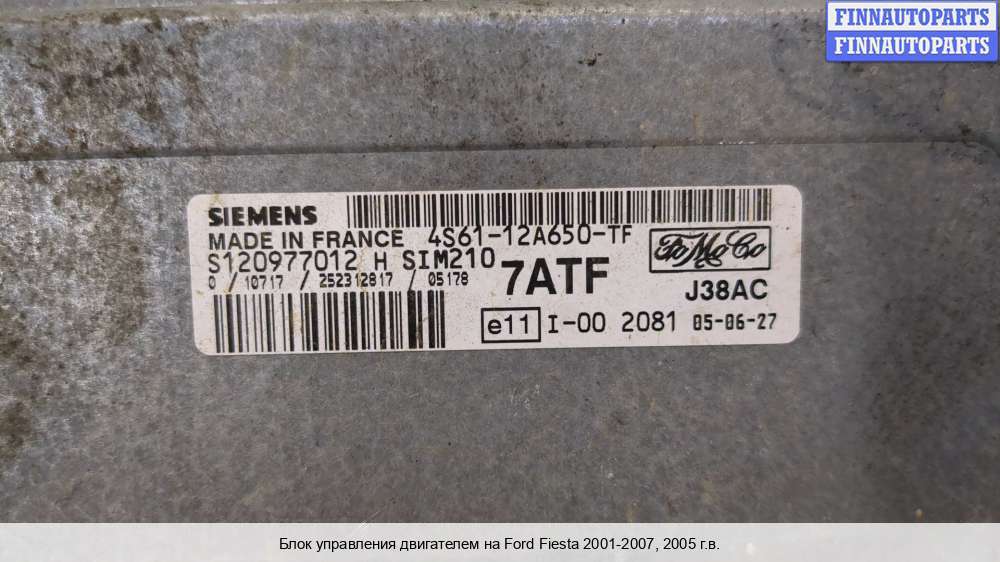 FINNAUTOPARTS
FINNAUTOPARTS
SIEMENS
MADE IN FRANCE 4S61-12A650-TF
S120977012 H SIM210
FoMoCo
0 / 10717 / 252312817 / 05178
7ATF
J38AC
e11 I-00 2081 05-06-27
Блок управления двигателем на Ford Fiesta 2001-2007, 2005 г.в.